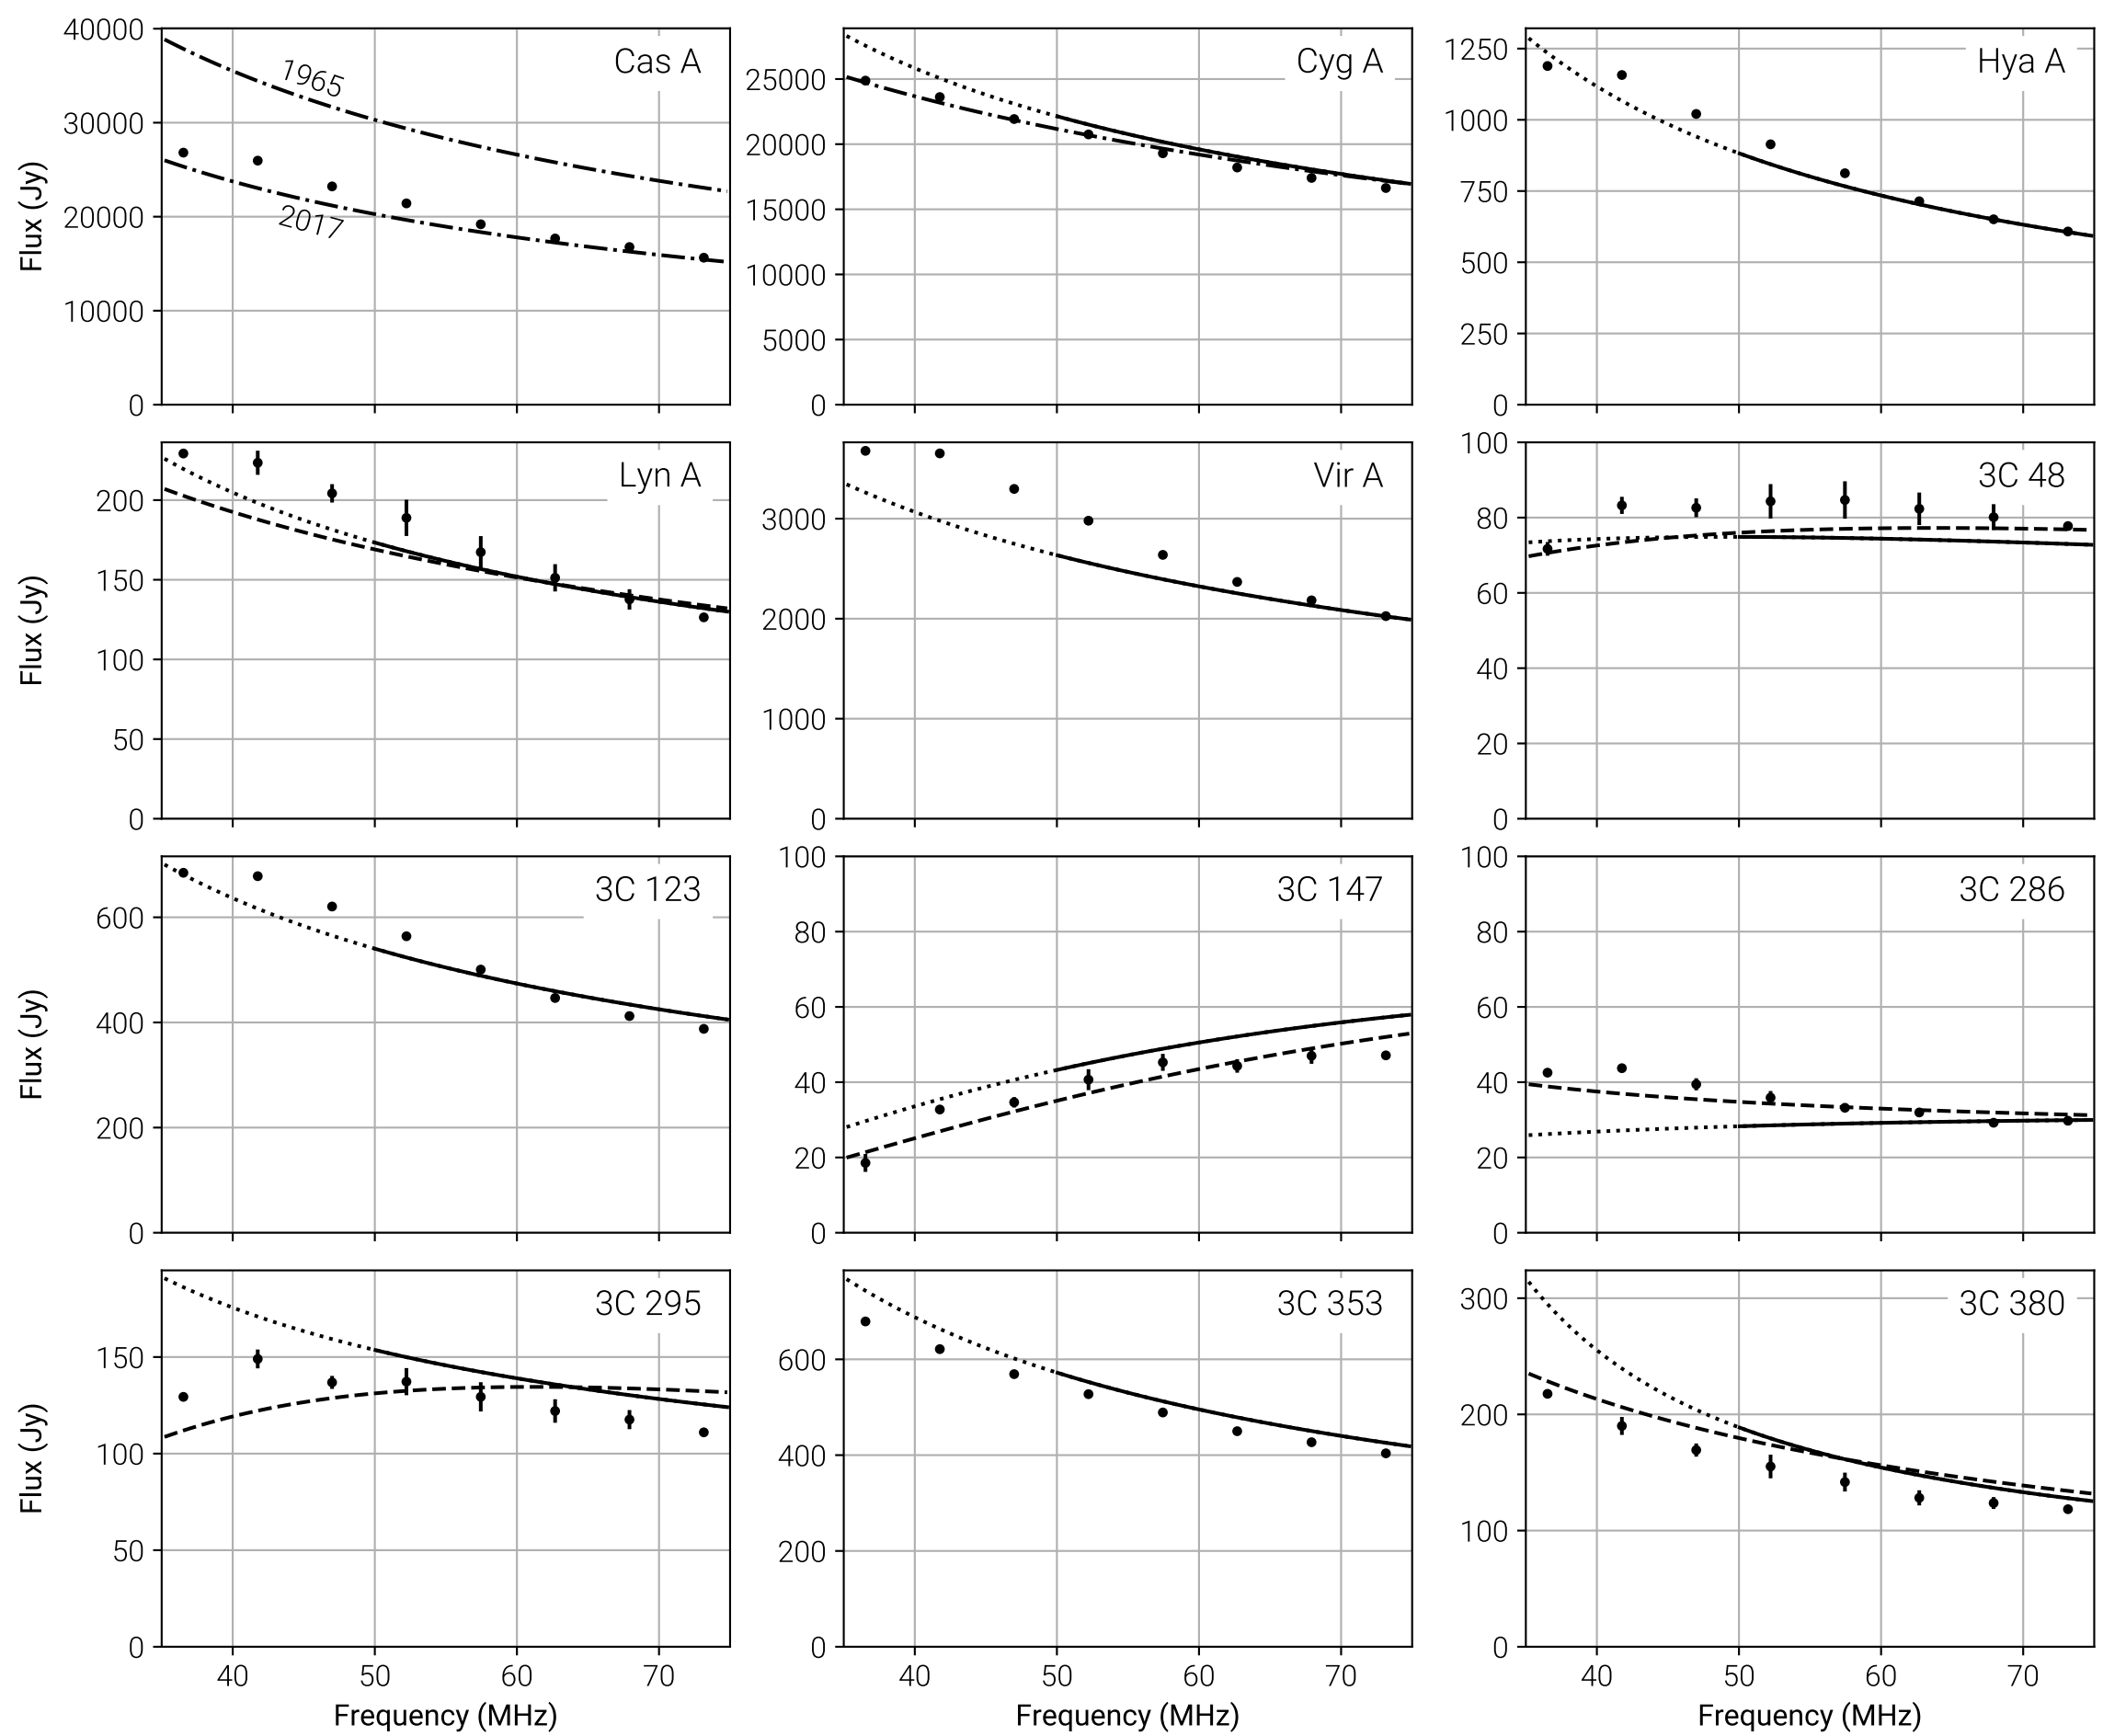 Cas A
1965
2017
40000
30000
20000
10000
0
Flux (Jy)
Cyg A
25000
20000
15000
10000
5000
0
Hya A
1250
1000
750
500
250
0
Lyn A
200
150
100
50
0
Flux (Jy)
Vir A
3000
2000
1000
0
3C 48
100
80
60
40
20
0
3C 123
600
400
200
0
Flux (Jy)
3C 147
100
80
60
40
20
0
3C 286
100
80
60
40
20
0
3C 295
150
100
50
0
Flux (Jy)
40 50 60 70
Frequency (MHz)
3C 353
600
400
200
0
40 50 60 70
Frequency (MHz)
3C 380
300
200
100
0
40 50 60 70
Frequency (MHz)